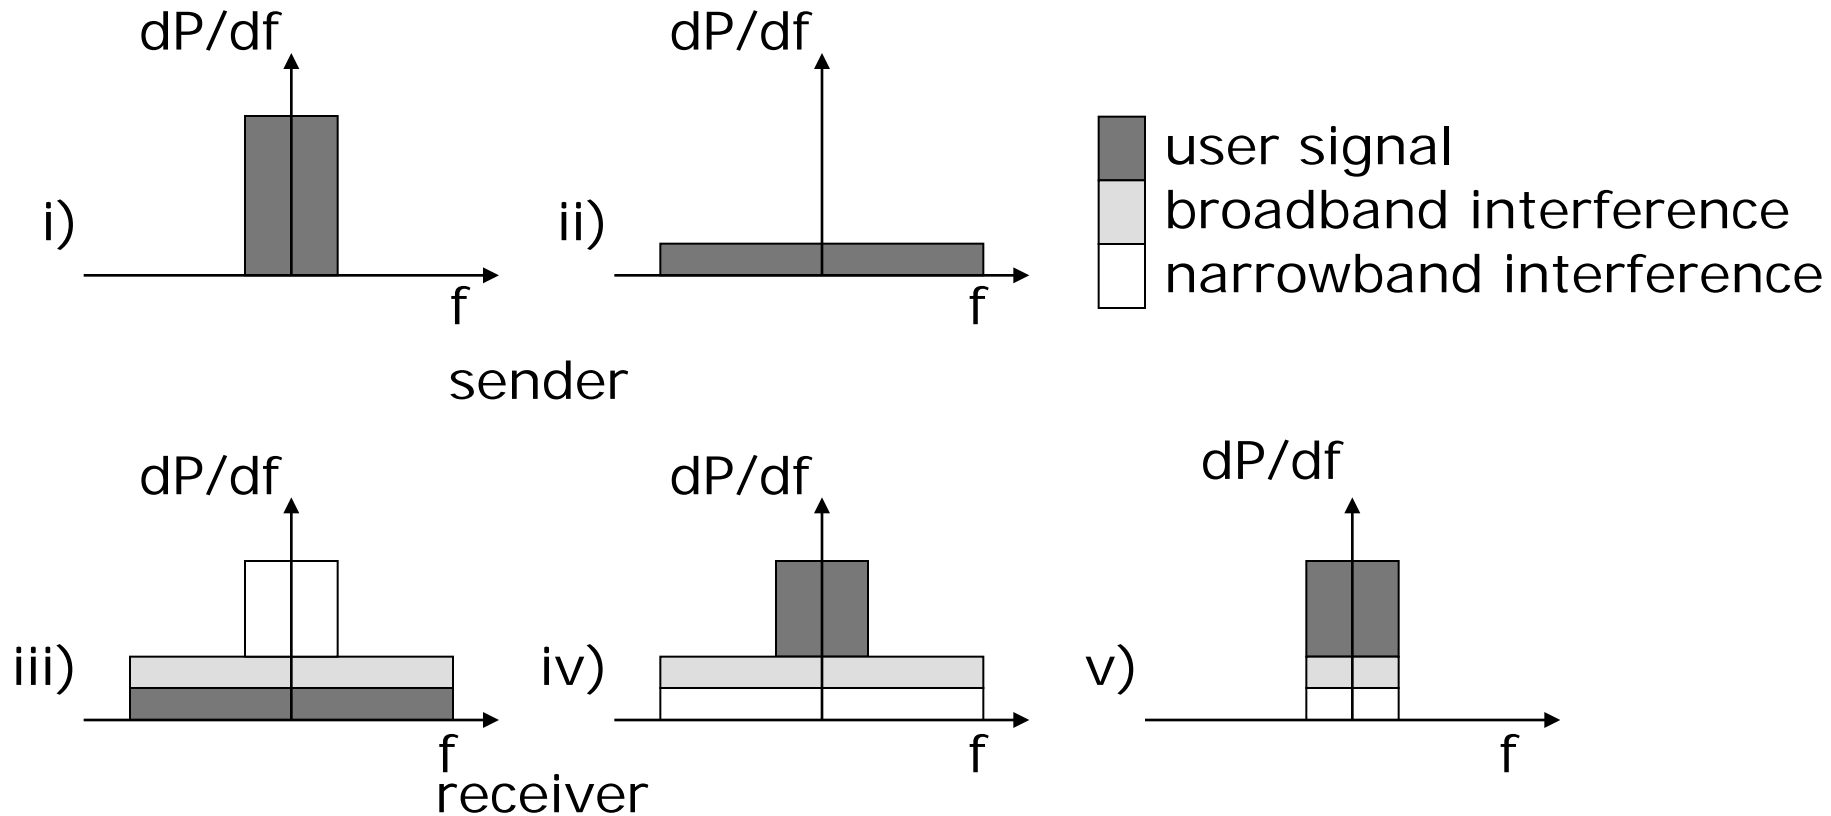 dP/df
dP/df
user signal
broadband interference
narrowband interference
i)
ii)
f
f
sender
dP/df
dP/df
dP/df
iii)
iv)
v)
f
f
f
receiver